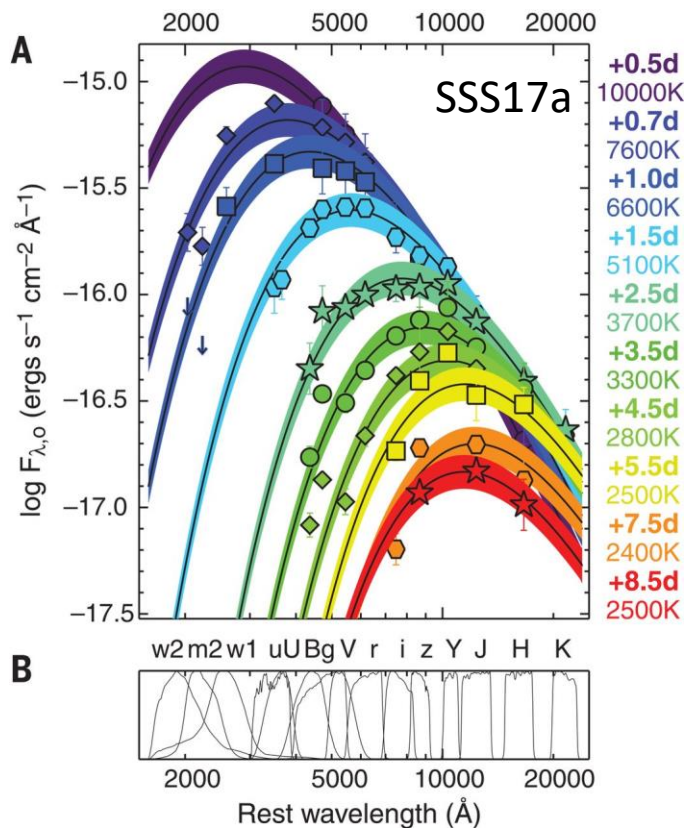 2000 5000 10000 20000
A
SSS17a
log F λ,o (ergs s−1 cm−2 Å−1)
−15.0
−15.5
−16.0
−16.5
−17.0
−17.5
+0.5d
10000K
+0.7d
7600K
+1.0d
6600K
+1.5d
5100K
+2.5d
3700K
+3.5d
3300K
+4.5d
2800K
+5.5d
2500K
+7.5d
2400K
+8.5d
2500K
w2 m2 w1 uU Bg V r i z Y J H K
B
2000 5000 10000 20000
Rest wavelength (Å)